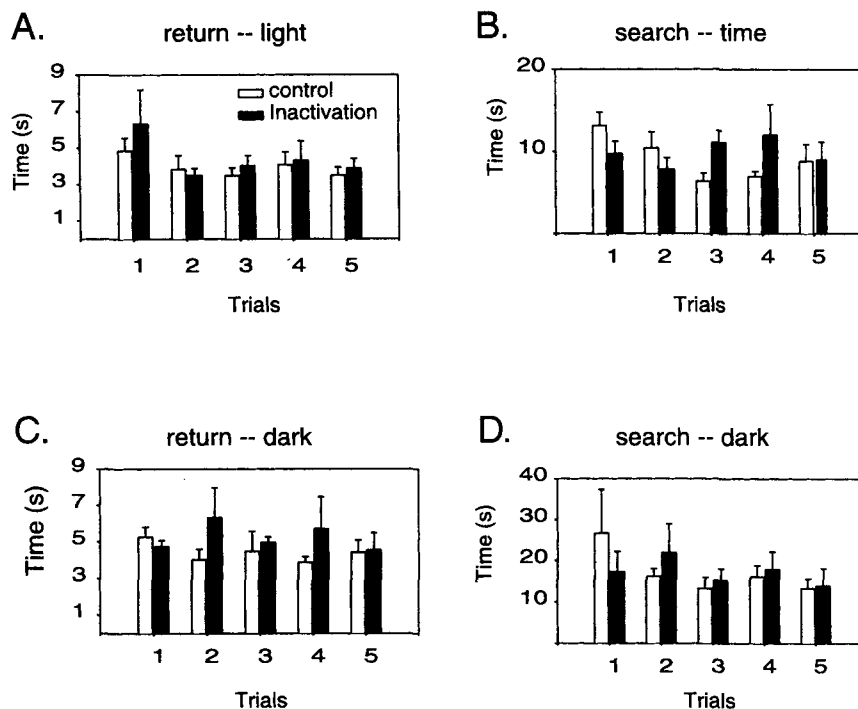 A.
return -- light
9
7
5
3
1
Time (s)
control
Inactivation
1 2 3 4 5
Trials
B.
search -- time
20
10
Time (s)
1 2 3 4 5
Trials
C.
return -- dark
9
7
5
3
1
Time (s)
1 2 3 4 5
Trials
D.
search -- dark
40
30
20
10
Time (s)
1 2 3 4 5
Trials